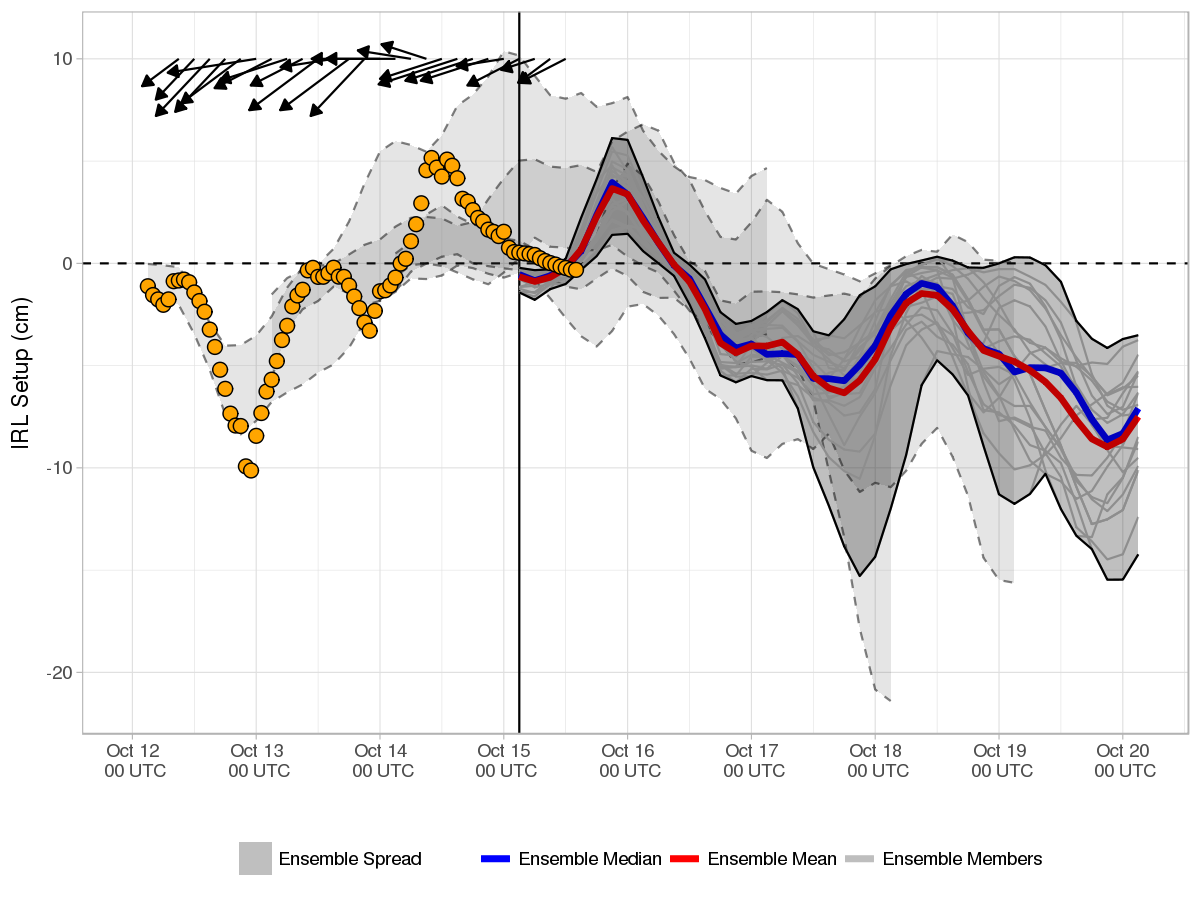 IRL Setup (cm)
10
0
-10
-20
Oct 12 Oct 13 Oct 14 Oct 15 Oct 16 Oct 17 Oct 18 Oct 19 Oct 20
00 UTC 00 UTC 00 UTC 00 UTC 00 UTC 00 UTC 00 UTC 00 UTC 00 UTC
Ensemble Spread Ensemble Median Ensemble Mean Ensemble Members